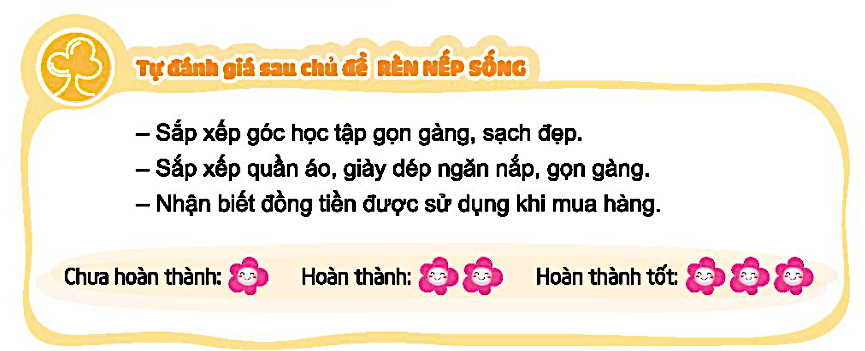 Tự đánh giá sau chủ đề RÈN NẾP SỐNG
– Sắp xếp góc học tập gọn gàng, sạch đẹp.
– Sắp xếp quần áo, giày dép ngăn nắp, gọn gàng.
– Nhận biết đồng tiền được sử dụng khi mua hàng.
Chưa hoàn thành: Hoàn thành: Hoàn thành tốt: